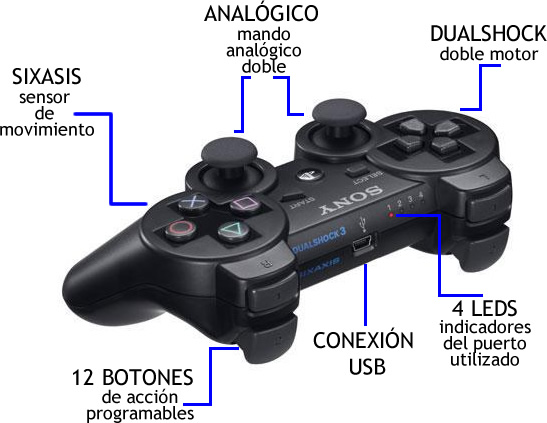 ANALÓGICO
mando
analógico
doble
DUALSHOCK
doble motor
SIXASIS
sensor
de
movimiento
SELECT
START
SONY
1 2 3 4
DUALSHOCK 3
SIXAXIS
4 LEDS
indicadores
del puerto
utilizado
CONEXIÓN
USB
12 BOTONES
de acción
programables